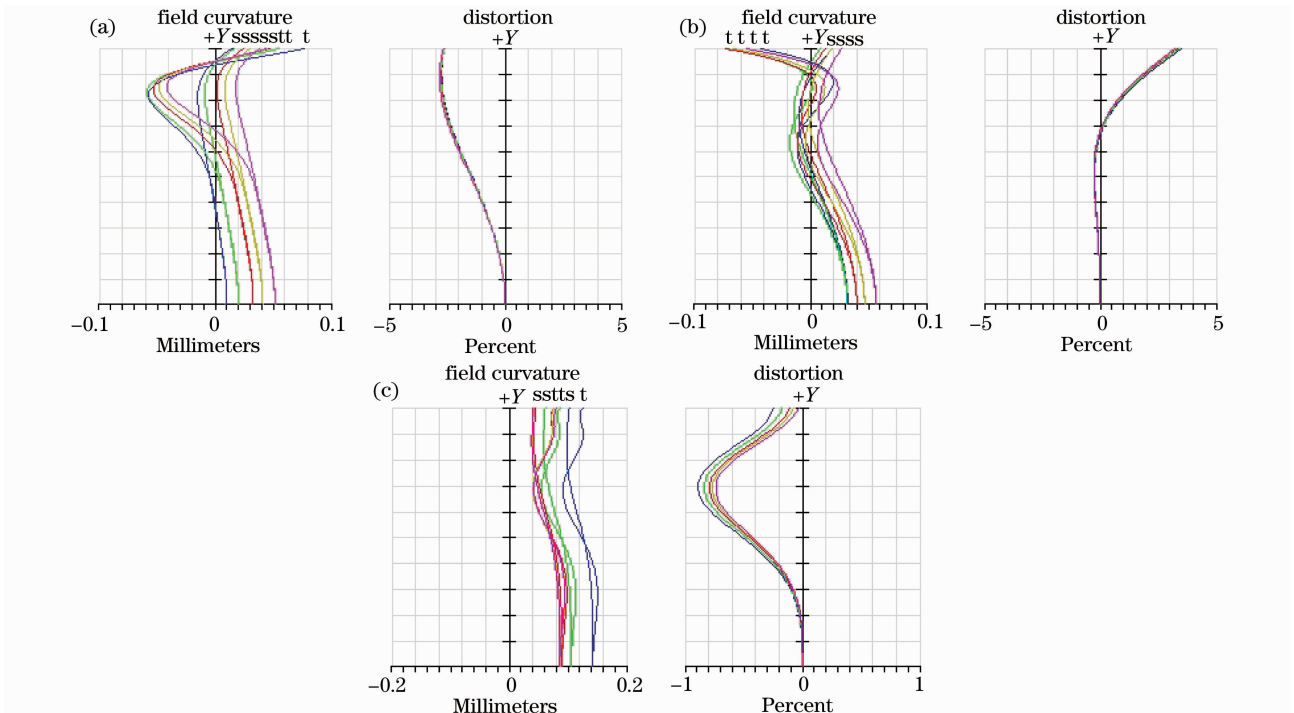 (a)
field curvature
+Y ssssstt t
-0.1 0 0.1
Millimeters
distortion
+Y
-5 0 5
Percent
(b)
field curvature
t t t t +Y ssss
-0.1 0 0.1
Millimeters
distortion
+Y
-5 0 5
Percent
(c)
field curvature
+Y sstts t
-0.2 0 0.2
Millimeters
distortion
+Y
-1 0 1
Percent